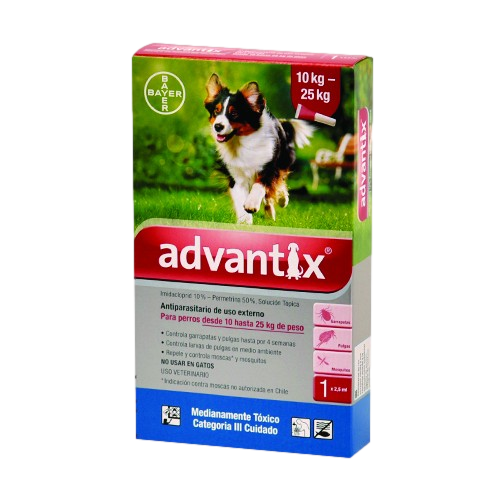 10 kg –
25 kg
BAYER
BAYER
advantix®
advantix
Imidacloprid 10% – Permetrina 50%. Solución Tópica
Antiparasitario de uso externo
Para perros desde 10 hasta 25 kg de peso
• Controla garrapatas y pulgas hasta por 4 semanas
• Controla larvas de pulgas en medio ambiente
• Repele y controla moscas* y mosquitos
NO USAR EN GATOS
USO VETERINARIO
*Indicación contra moscas no autorizada en Chile
Garrapatas
Pulgas
Mosquitos
1 x 2,5 ml
Medianamente Tóxico
Categoria III Cuidado